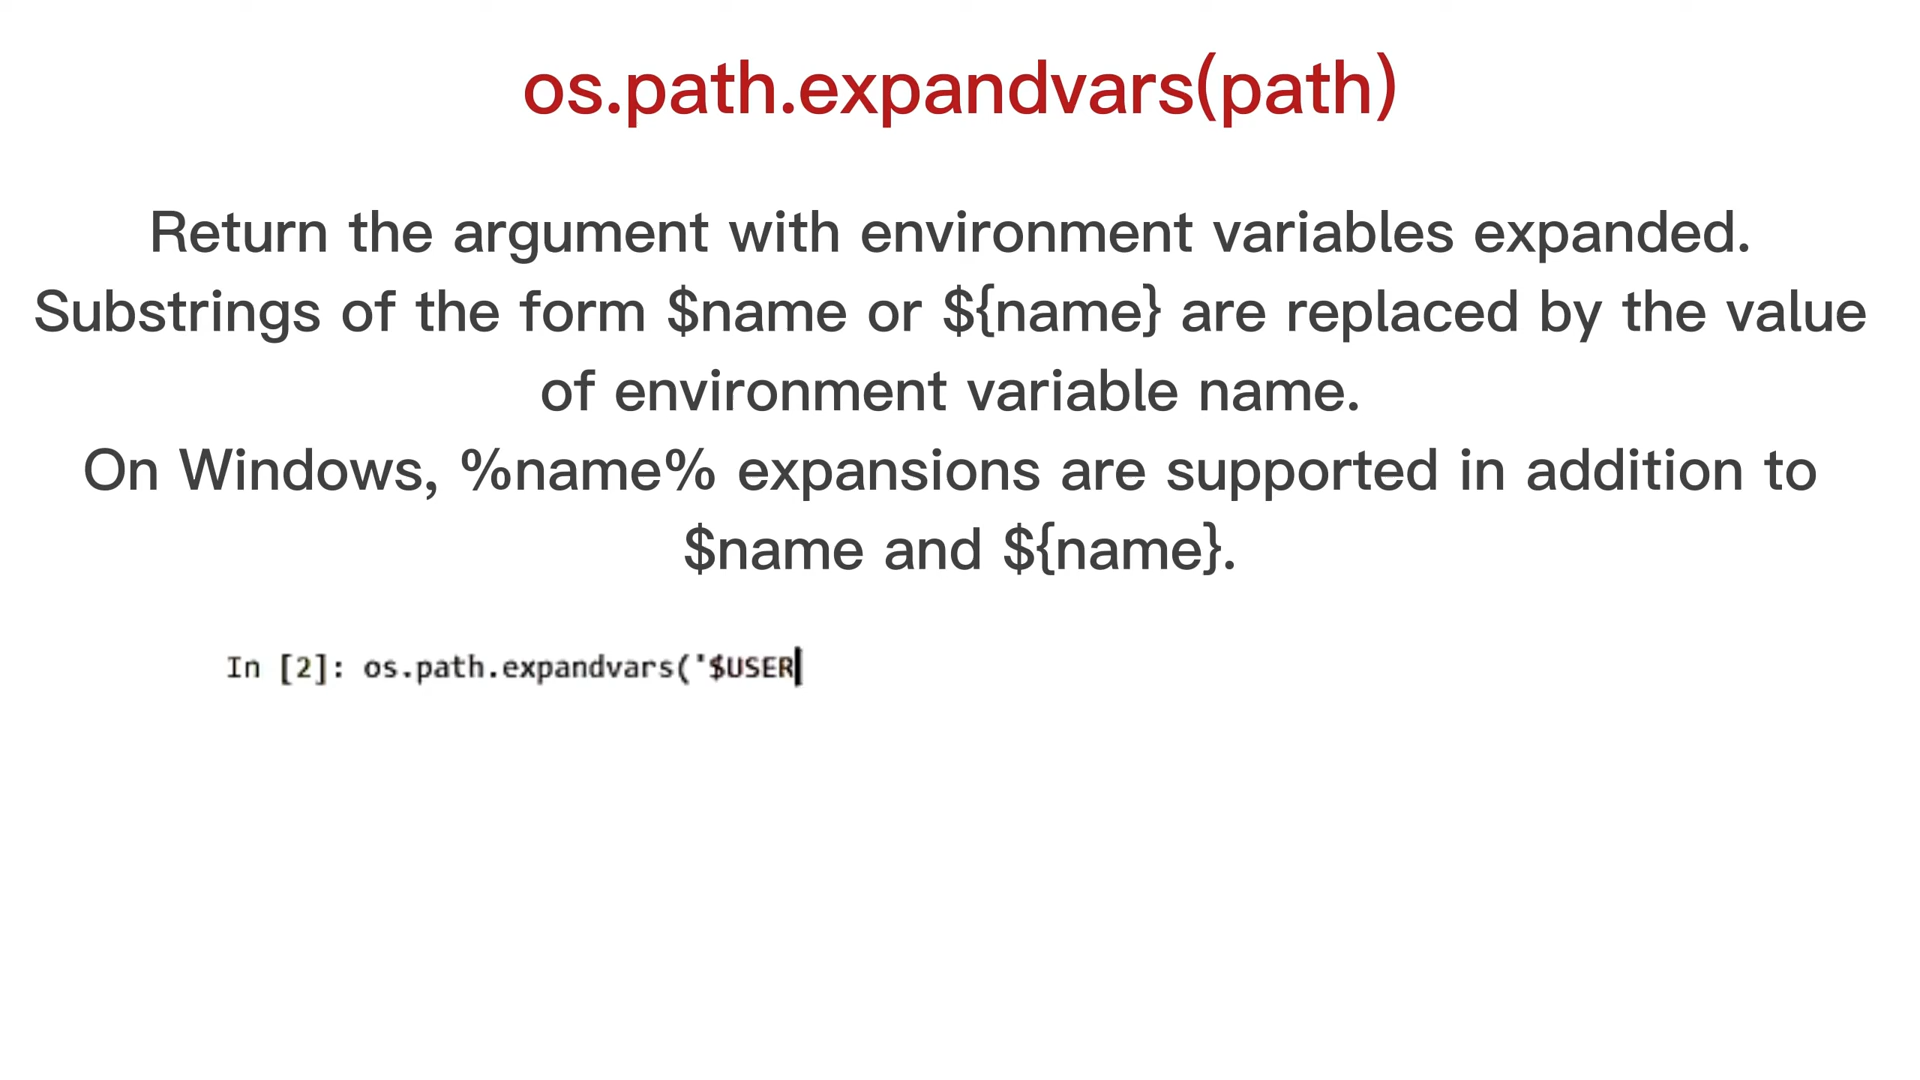 os.path.expandvars(path)
Return the argument with environment variables expanded.
Substrings of the form $name or ${name} are replaced by the value
of environment variable name.
On Windows, %name% expansions are supported in addition to
$name and ${name}.
In [2]: os.path.expandvars('$USER